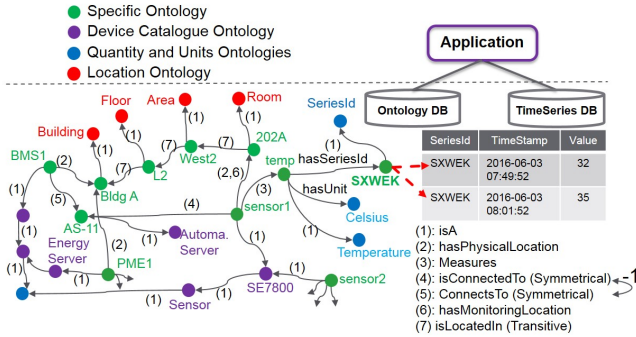 Specific Ontology
Device Catalogue Ontology
Quantity and Units Ontologies
Location Ontology
Application
Ontology DB
TimeSeries DB
Floor
Area
Room
SeriesId
Building
(1)
(1)
(1)
(1)
(1)
(7)
(7)
(7)
West2
202A
BMS1
(2)
L2
temp
hasSeriesId
SXWEK
Bldg A
(2,6)
(3)
hasUnit
Celsius
(1)
(5)
AS-11
(4)
sensor1
(1)
Temperature
Energy
Server
(1)
Automa.
Server
(1)
(2)
PME1
(1)
(1)
(1)
SE7800
sensor2
(1)
Sensor
(1)
(1)
SeriesId TimeStamp Value
SXWEK 2016-06-03 32
07:49:52
SXWEK 2016-06-03 35
08:01:52
(1): isA
(2): hasPhysicalLocation
(3): Measures
(4): isConnectedTo (Symmetrical)
-1
(5): ConnectsTo (Symmetrical)
(6): hasMonitoringLocation
(7) isLocatedIn (Transitive)